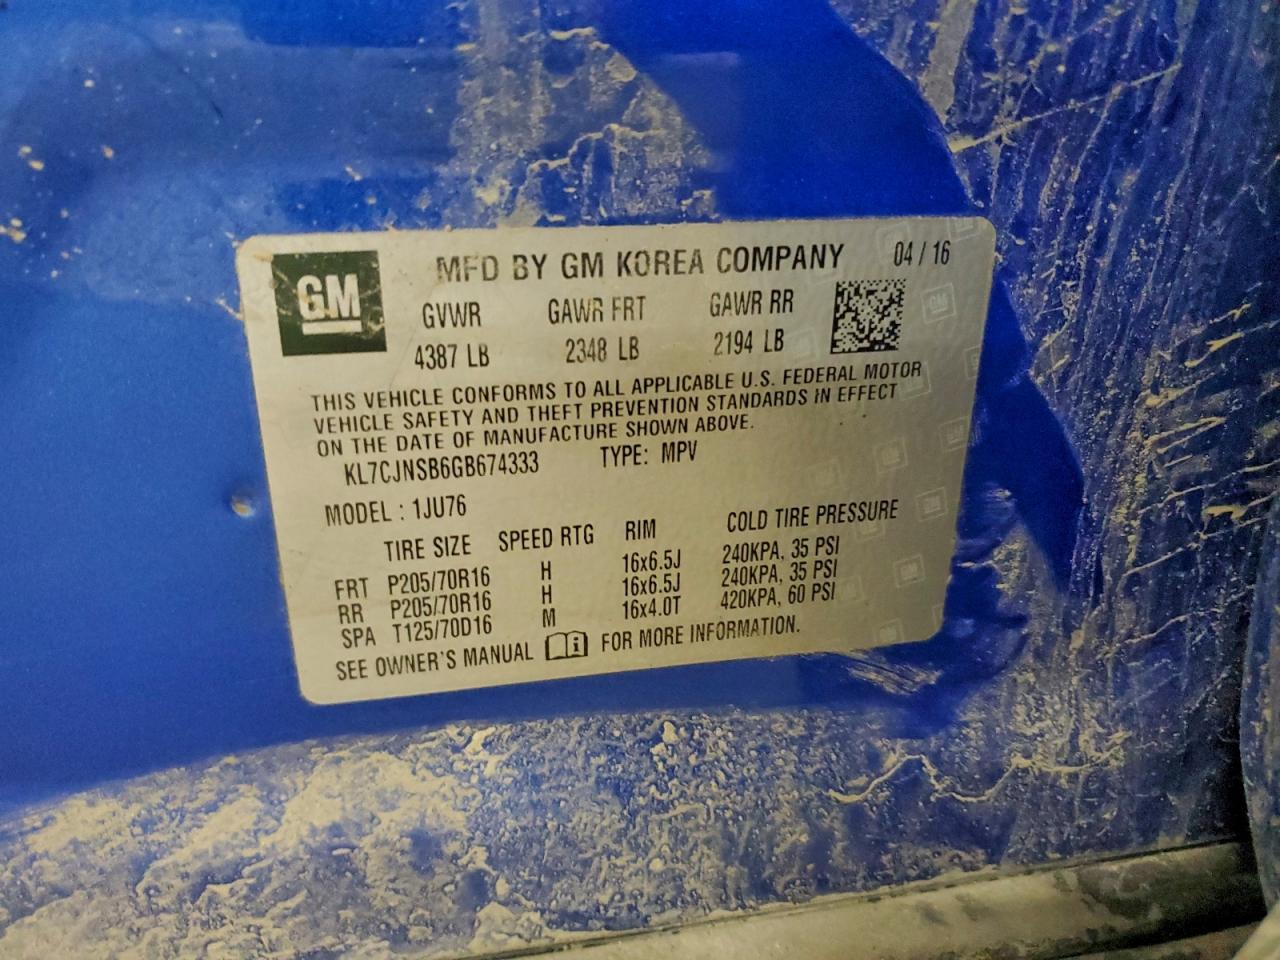 GM
MFD BY GM KOREA COMPANY 04 / 16
GVWR GAWR FRT GAWR RR
4387 LB 2348 LB 2194 LB
THIS VEHICLE CONFORMS TO ALL APPLICABLE U.S. FEDERAL MOTOR
VEHICLE SAFETY AND THEFT PREVENTION STANDARDS IN EFFECT
ON THE DATE OF MANUFACTURE SHOWN ABOVE.
KL7CJNSB6GB674333 TYPE: MPV
MODEL : 1JU76
TIRE SIZE SPEED RTG RIM COLD TIRE PRESSURE
FRT P205/70R16 H 16x6.5J 240KPA, 35 PSI
RR P205/70R16 H 16x6.5J 240KPA, 35 PSI
SPA T125/70D16 M 16x4.0T 420KPA, 60 PSI
SEE OWNER'S MANUAL i FOR MORE INFORMATION.